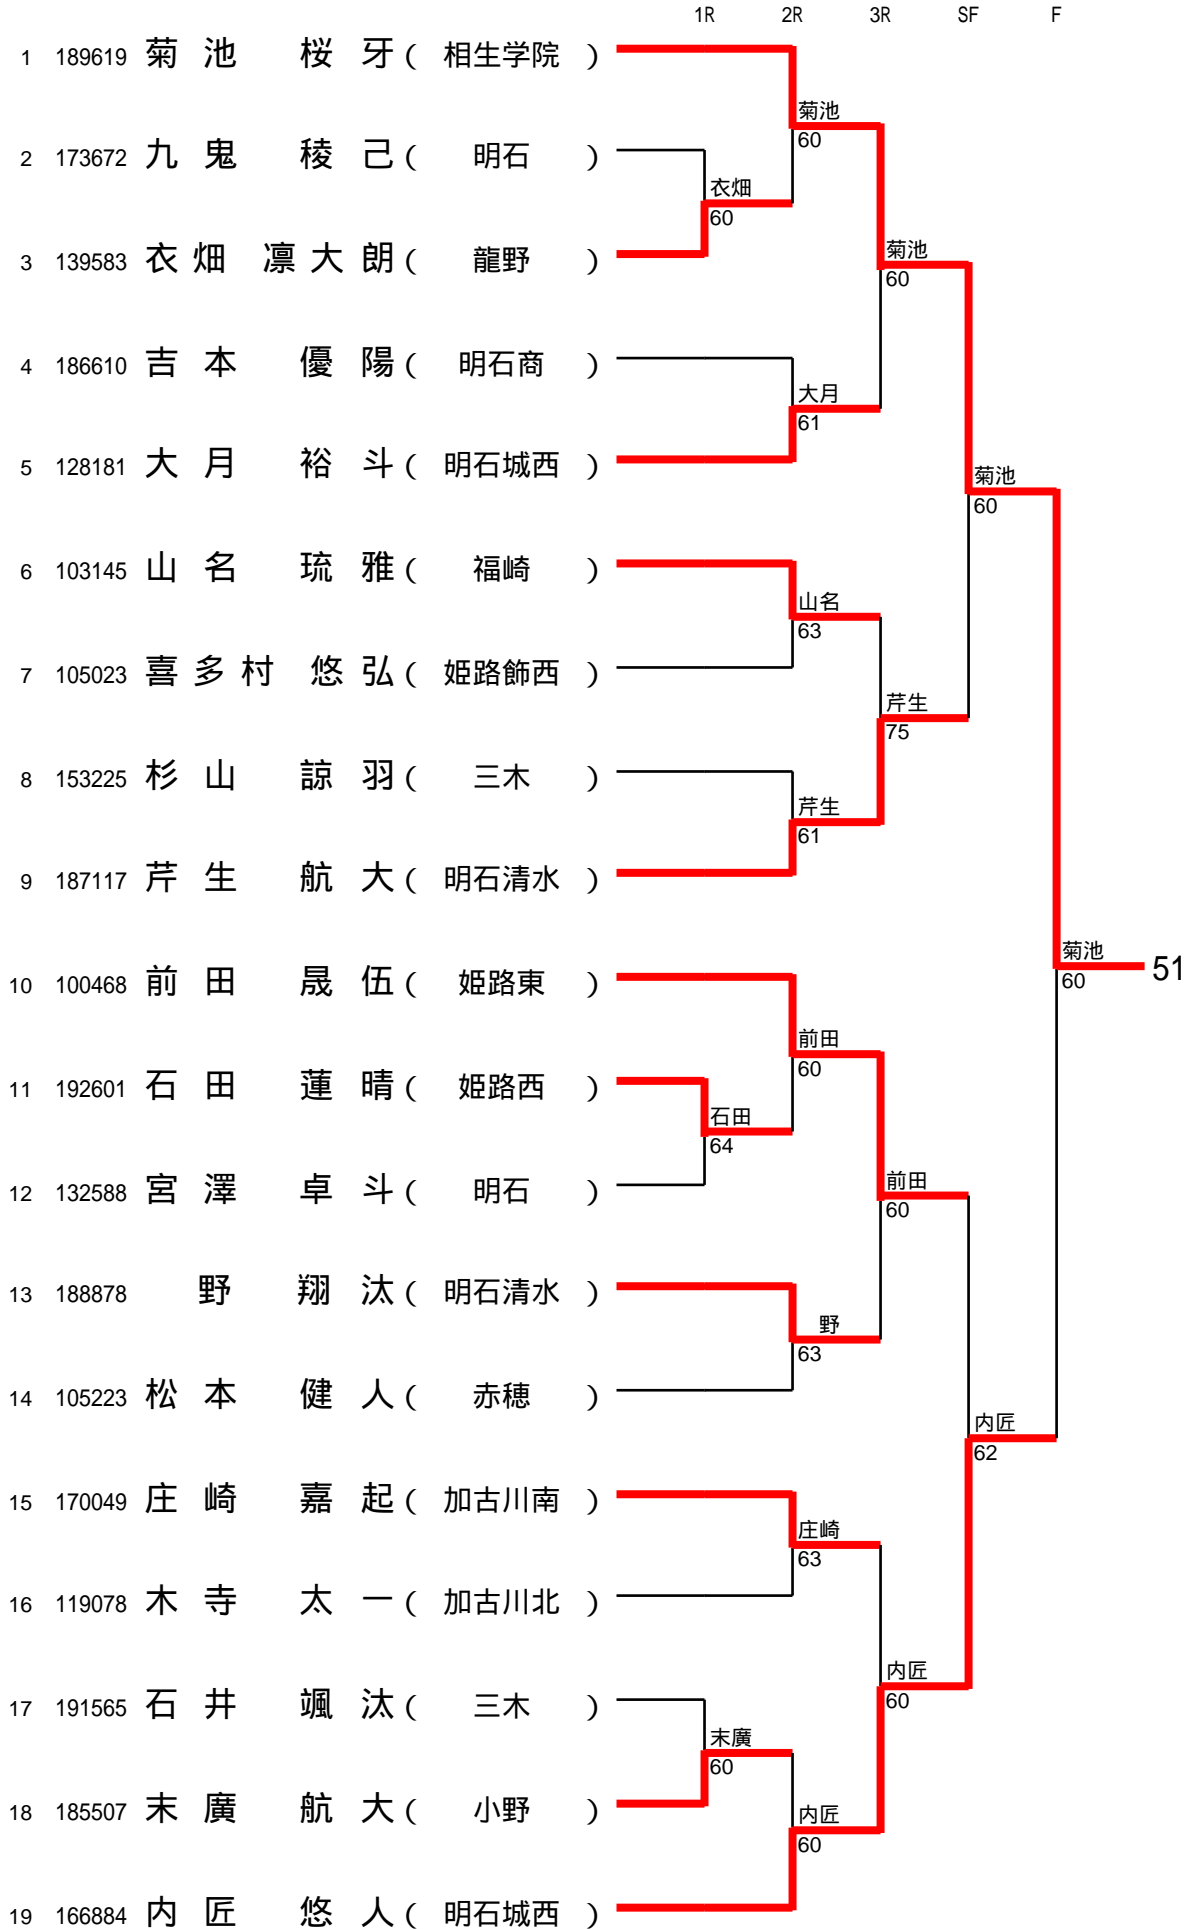 1R 2R 3R SF F
1 189619 菊池 桜牙 ( 相生学院 )
菊池
60
2 173672 九鬼 稜己 ( 明石 )
衣畑
60
3 139583 衣畑 凛大朗 ( 龍野 )
菊池
60
4 186610 吉本 優陽 ( 明石商 )
大月
61
5 128181 大月 裕斗 ( 明石城西 )
菊池
60
6 103145 山名 琉雅 ( 福崎 )
山名
63
7 105023 喜多村 悠弘 ( 姫路飾西 )
芹生
75
8 153225 杉山 諒羽 ( 三木 )
芹生
61
9 187117 芹生 航大 ( 明石清水 )
菊池
60
51
10 100468 前田 晟伍 ( 姫路東 )
前田
60
11 192601 石田 蓮晴 ( 姫路西 )
石田
64
12 132588 宮澤 卓斗 ( 明石 )
前田
60
13 188878 野 翔汰 ( 明石清水 )
野
63
14 105223 松本 健人 ( 赤穂 )
内匠
62
15 170049 庄崎 嘉起 ( 加古川南 )
庄崎
63
16 119078 木寺 太一 ( 加古川北 )
内匠
60
17 191565 石井 颯汰 ( 三木 )
末廣
60
18 185507 末廣 航大 ( 小野 )
内匠
60
19 166884 内匠 悠人 ( 明石城西 )